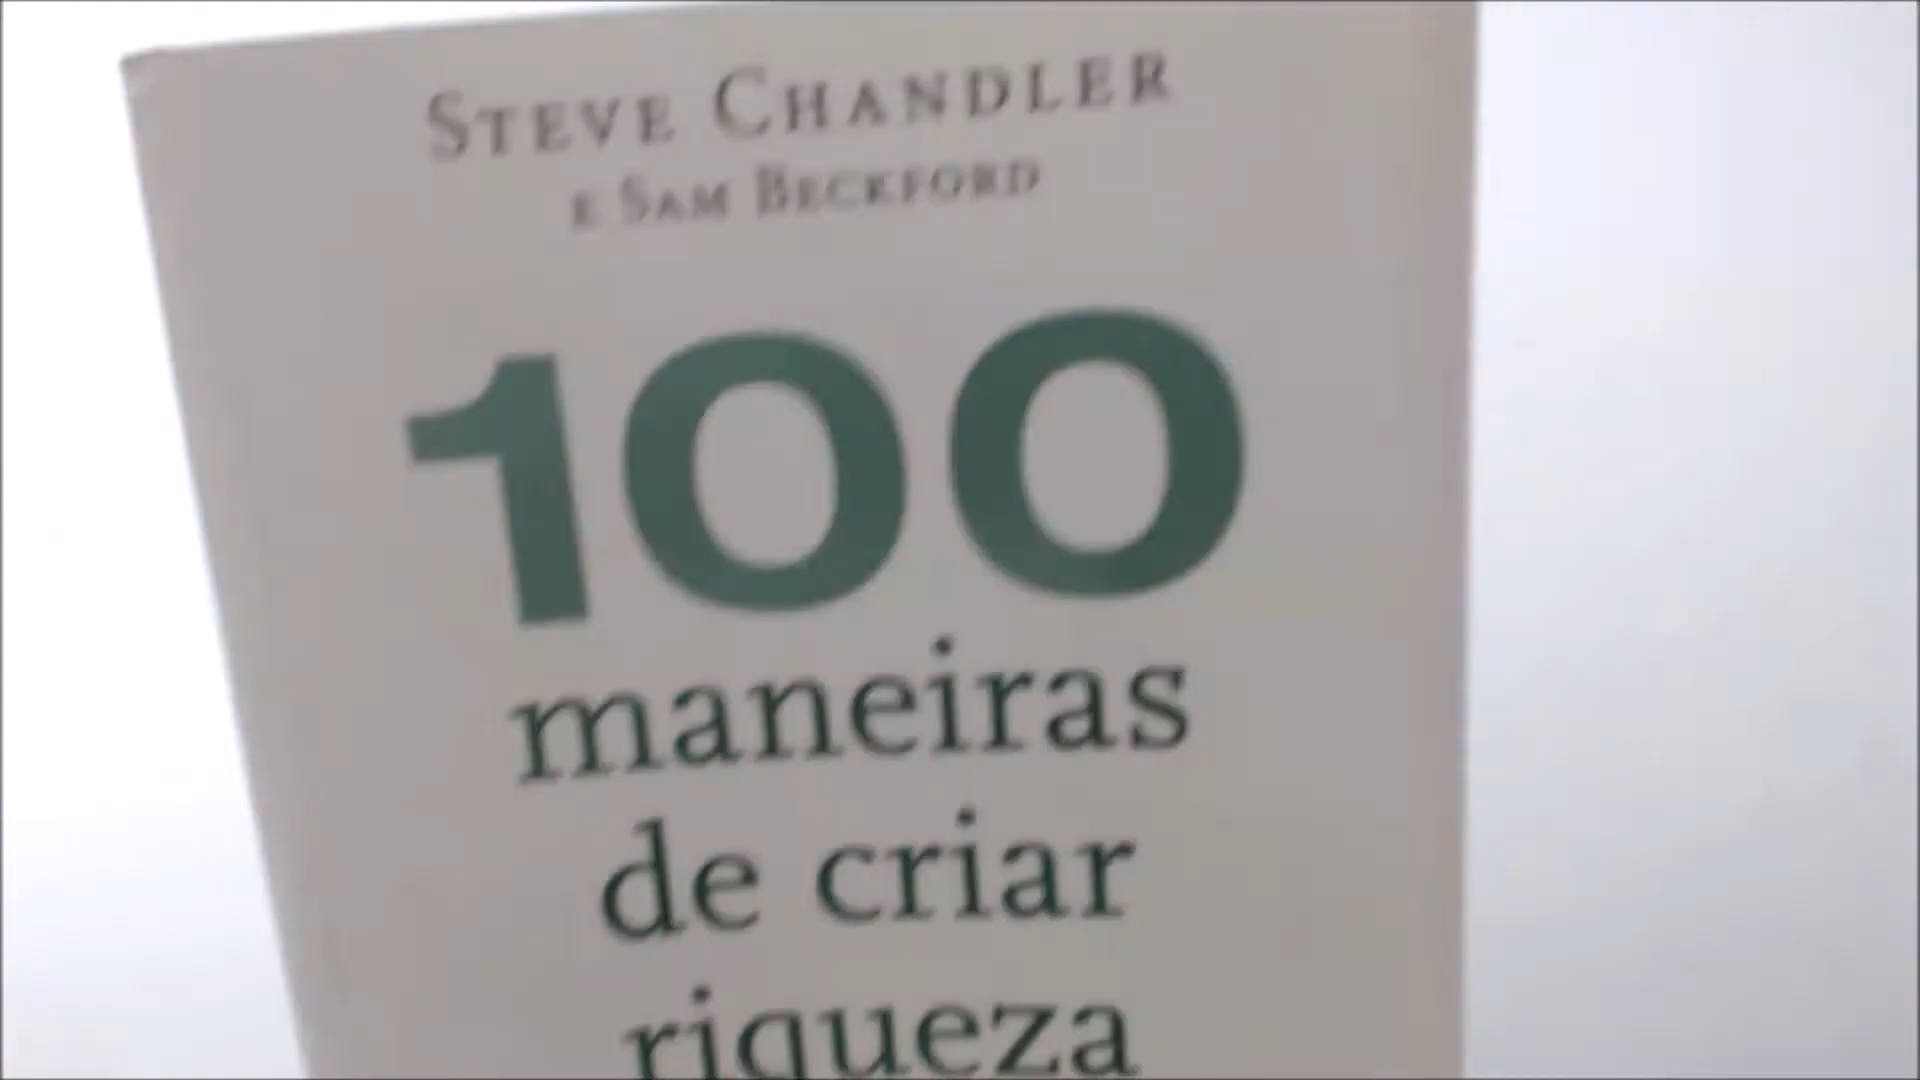 STEVE CHANDLER
E SAM BECKFORD
100
maneiras
de criar
riqueza